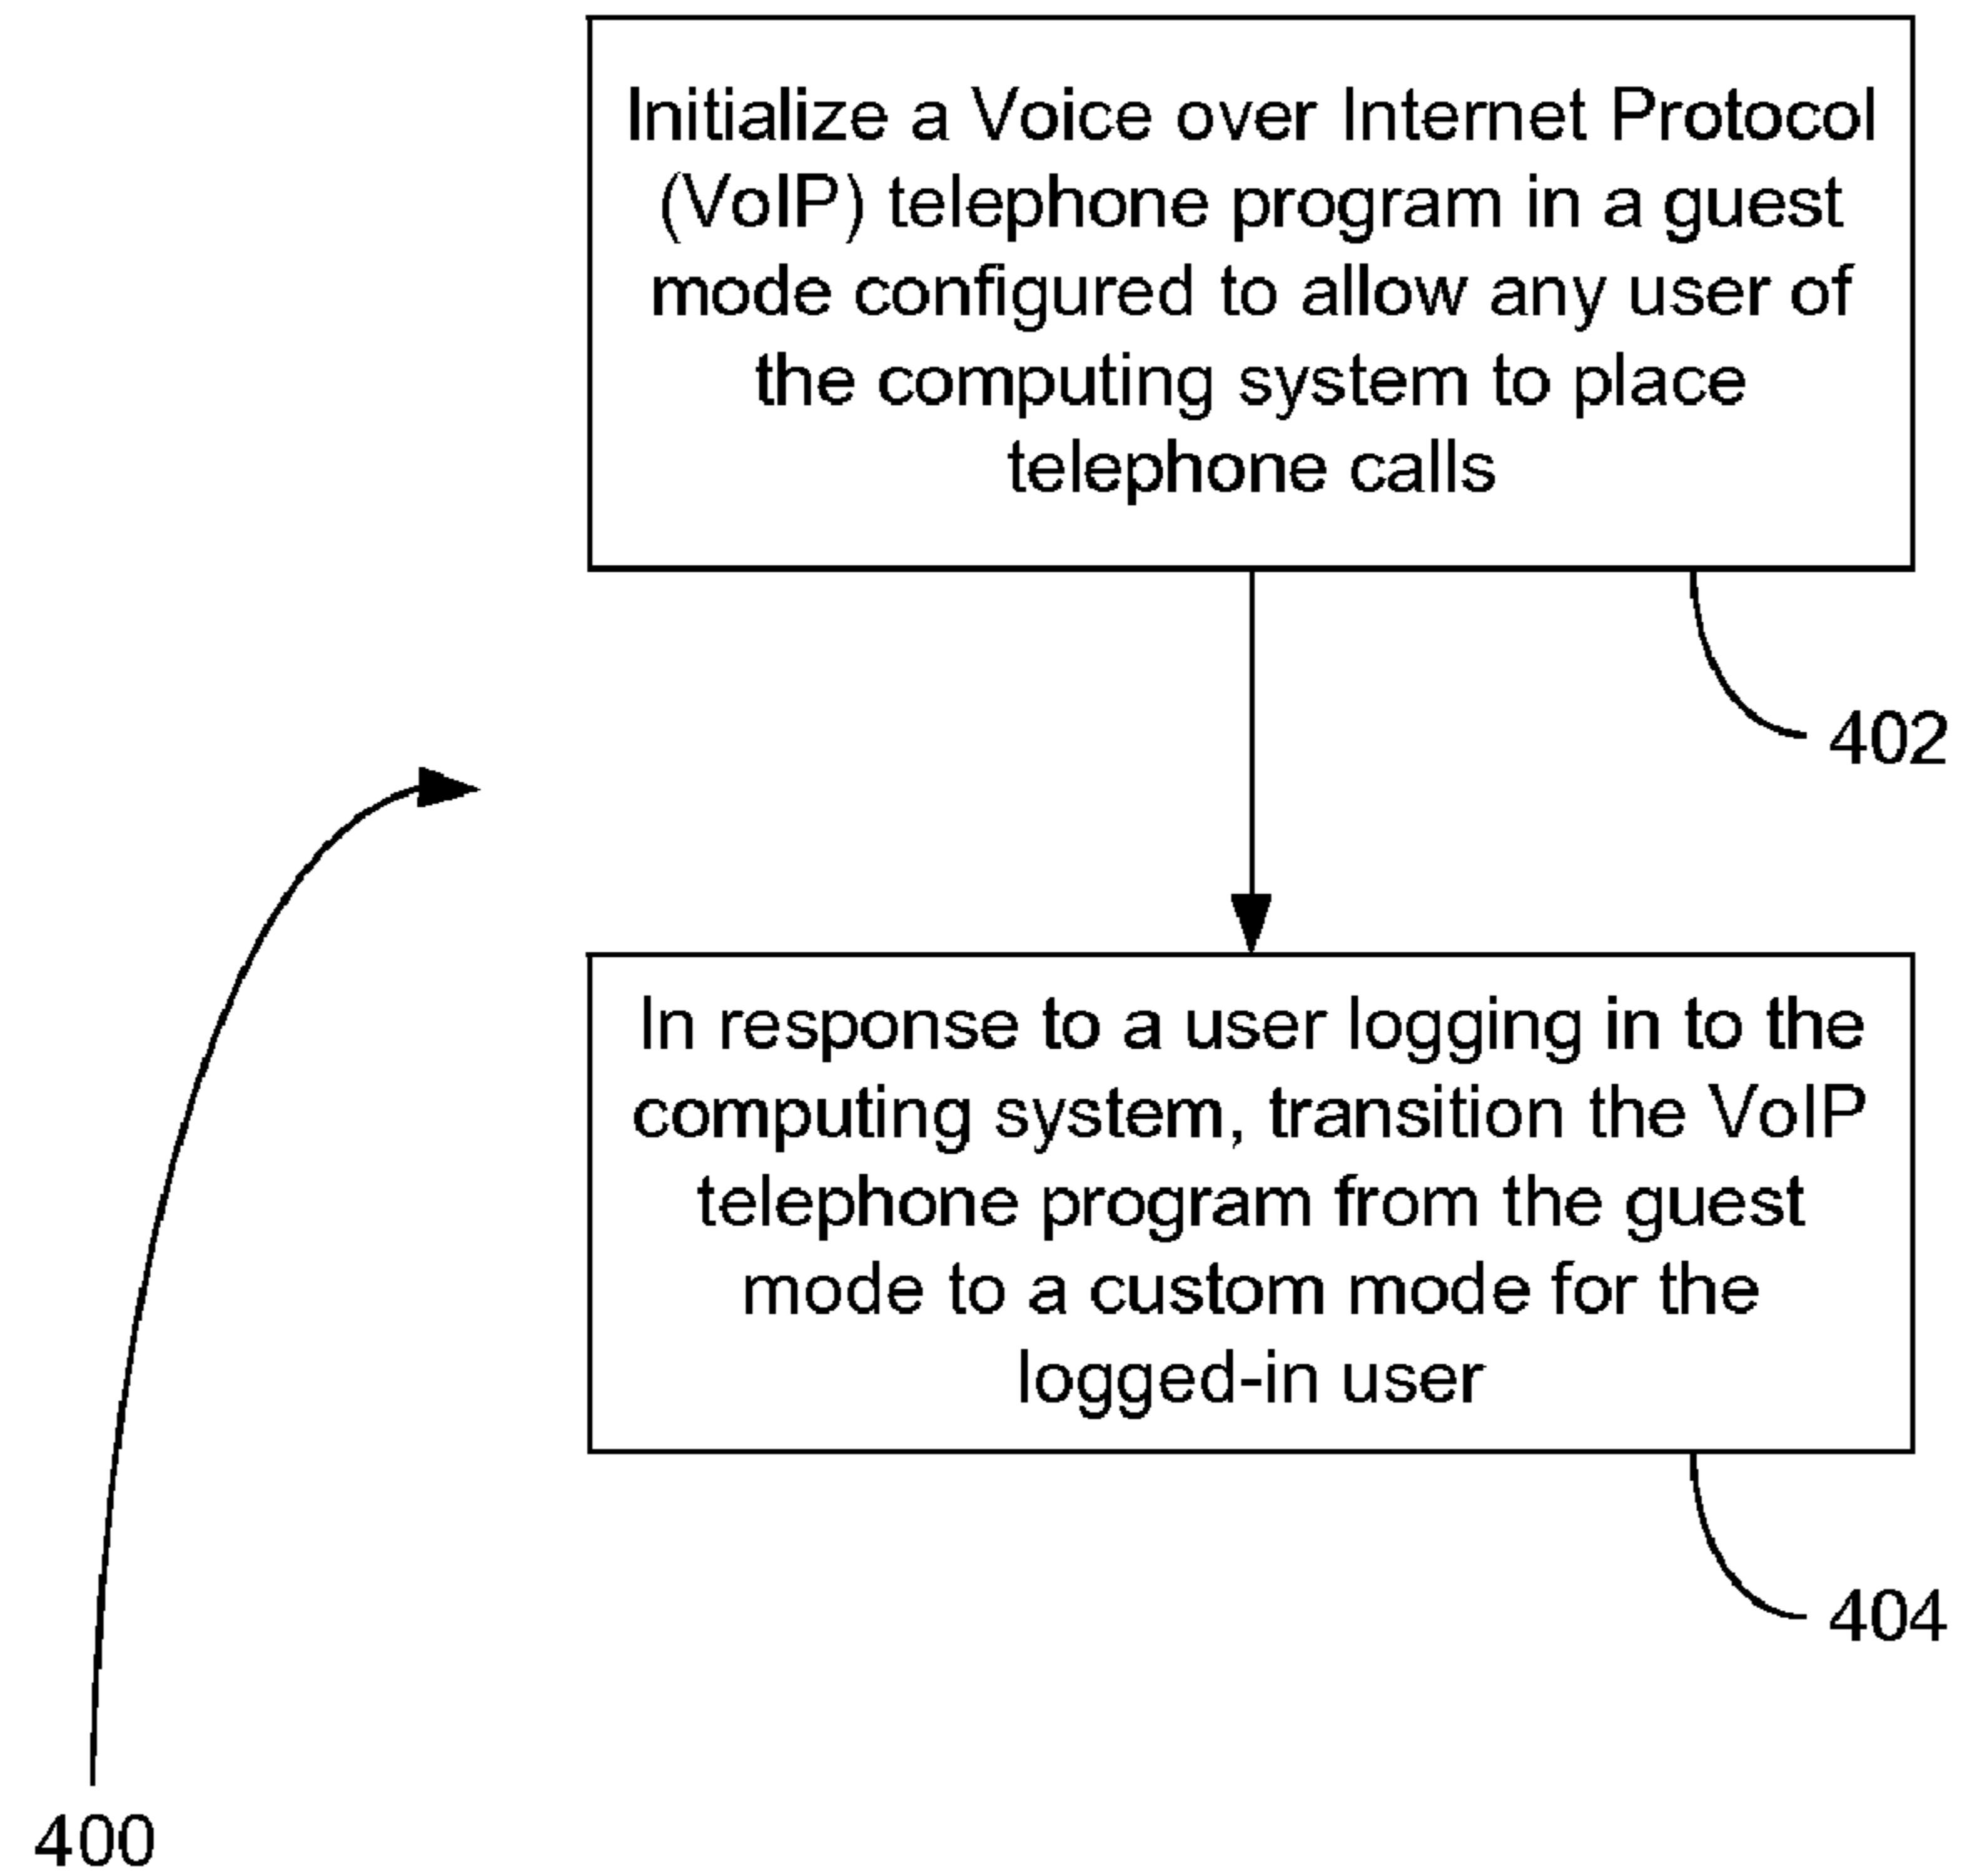 Initialize a Voice over Internet Protocol
(VoIP) telephone program in a guest
mode configured to allow any user of
the computing system to place
telephone calls
402
In response to a user logging in to the
computing system, transition the VoIP
telephone program from the guest
mode to a custom mode for the
logged-in user
404
400